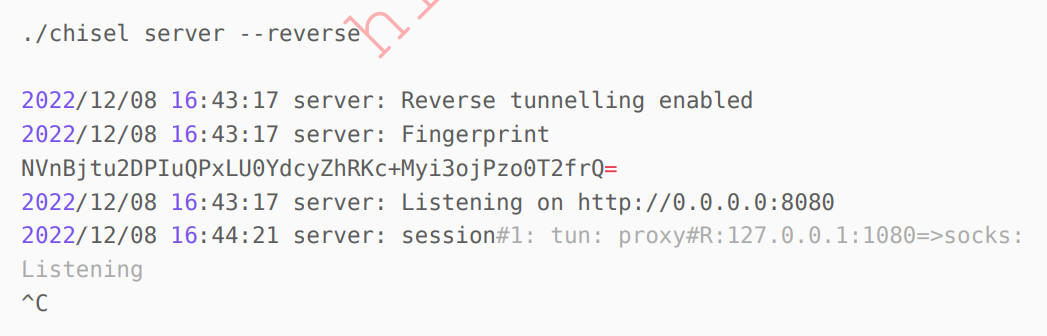 ./chisel server --reverse
2022/12/08 16:43:17 server: Reverse tunnelling enabled
2022/12/08 16:43:17 server: Fingerprint
NVnBjtu2DPIuQPxLU0YdcyZhRKc+Myi3ojPzo0T2frQ=
2022/12/08 16:43:17 server: Listening on http://0.0.0.0:8080
2022/12/08 16:44:21 server: session#1: tun: proxy#R:127.0.0.1:1080=>socks:
Listening
^C